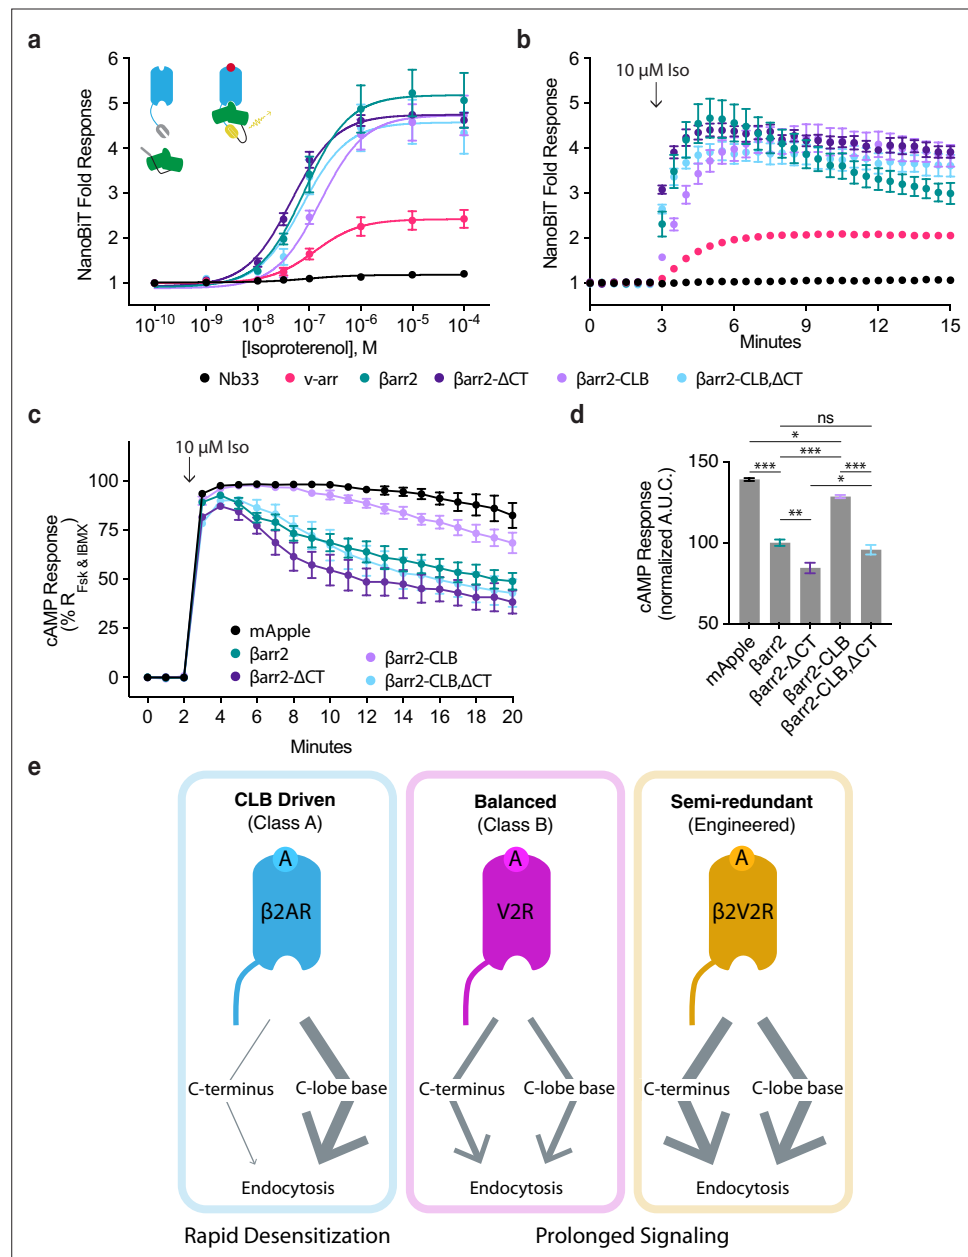 a
NanoBiT Fold Response
6
5
4
3
2
1
10-10 10-9 10-8 10-7 10-6 10-5 10-4
[Isoproterenol], M
b
NanoBiT Fold Response
10 μM Iso
6
5
4
3
2
1
0 3 6 9 12 15
Minutes
Nb33 v-arr βarr2 βarr2-ΔCT βarr2-CLB βarr2-CLB,ΔCT
c
10 μM Iso
cAMP Response
(% R Fsk & IBMX)
100
75
50
25
0
mApple
βarr2
βarr2-ΔCT
βarr2-CLB
βarr2-CLB,ΔCT
0 2 4 6 8 10 12 14 16 18 20
Minutes
d
cAMP Response
(normalized A.U.C.)
150
100
50
ns
*
***
*** ***
*
**
mApple
βarr2
βarr2-ΔCT
βarr2-CLB
βarr2-CLB,ΔCT
e
CLB Driven
(Class A)
A
β2AR
C-terminus C-lobe base
Endocytosis
Rapid Desensitization
Balanced
(Class B)
A
V2R
C-terminus C-lobe base
Endocytosis
Semi-redundant
(Engineered)
A
β2V2R
C-terminus C-lobe base
Endocytosis
Prolonged Signaling